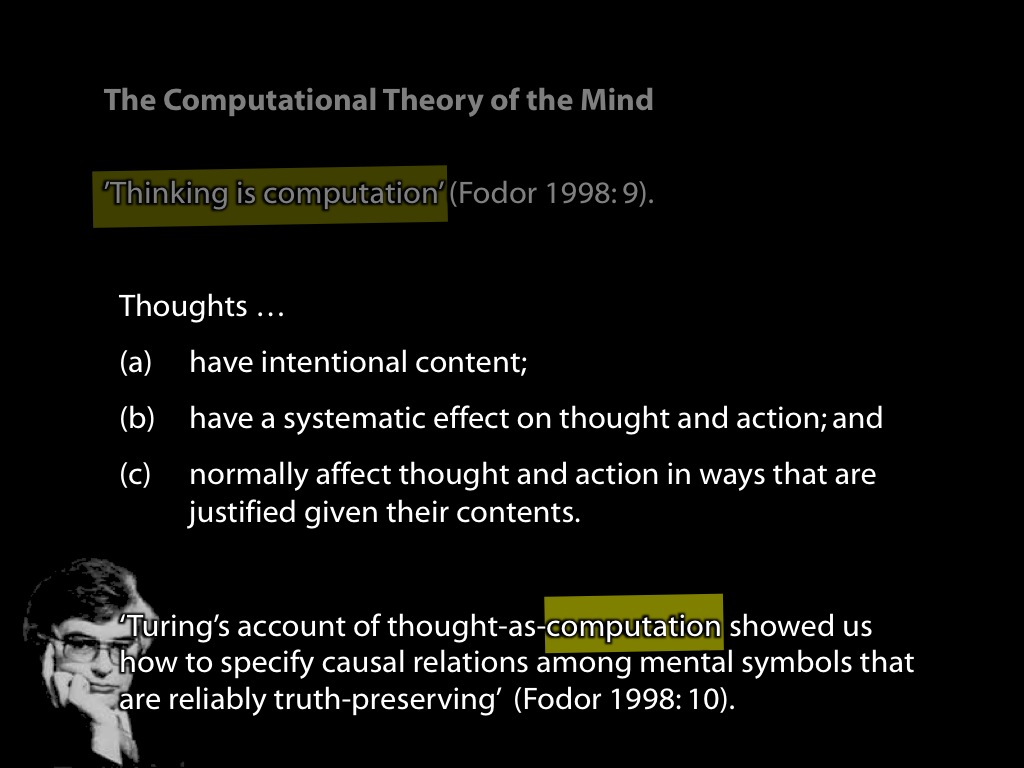 The Computational Theory of the Mind
’Thinking is computation’ (Fodor 1998: 9).
Thoughts …
(a) have intentional content;
(b) have a systematic effect on thought and action; and
(c) normally affect thought and action in ways that are
justified given their contents.
‘Turing’s account of thought-as-computation showed us
how to specify causal relations among mental symbols that
are reliably truth-preserving’ (Fodor 1998: 10).